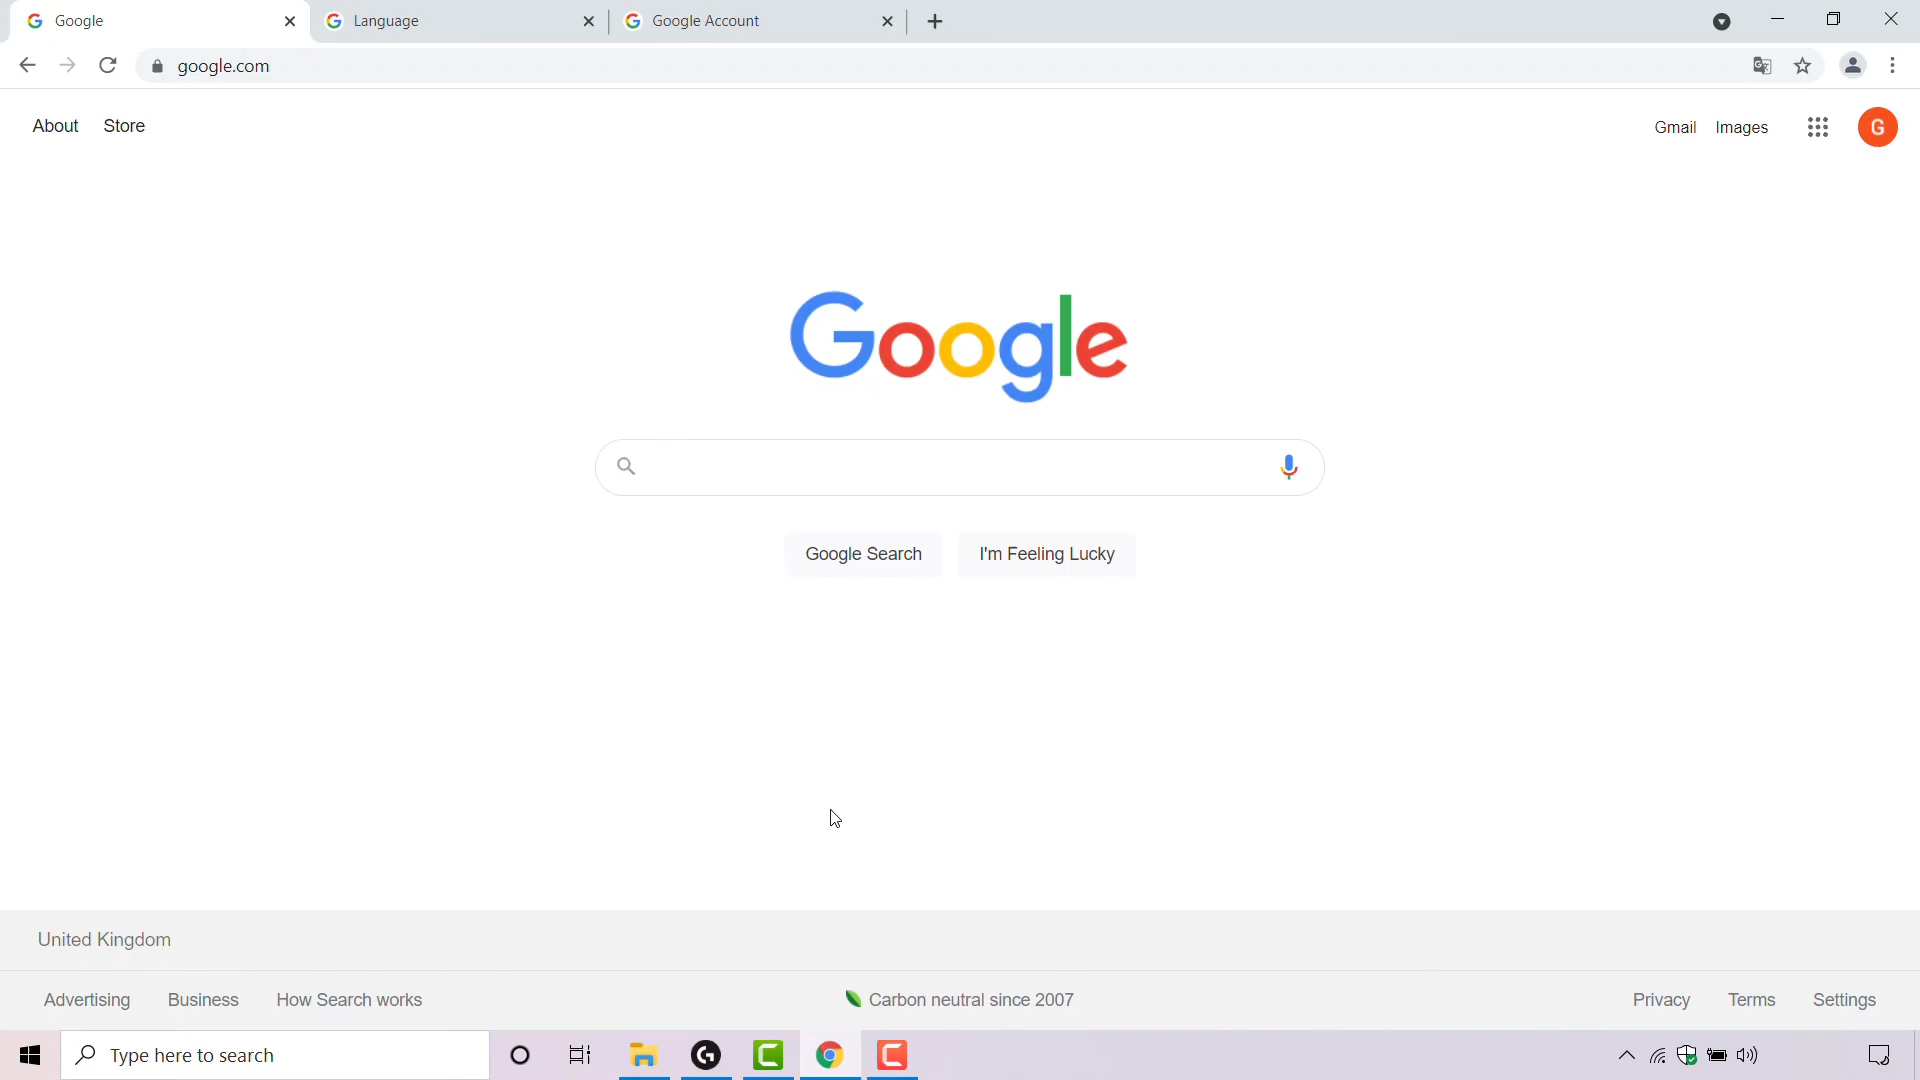 Google
Language
Google Account
google.com
About
Store
Gmail
Images
G
Google
Google Search
I'm Feeling Lucky
United Kingdom
Advertising
Business
How Search works
Carbon neutral since 2007
Privacy
Terms
Settings
Type here to search